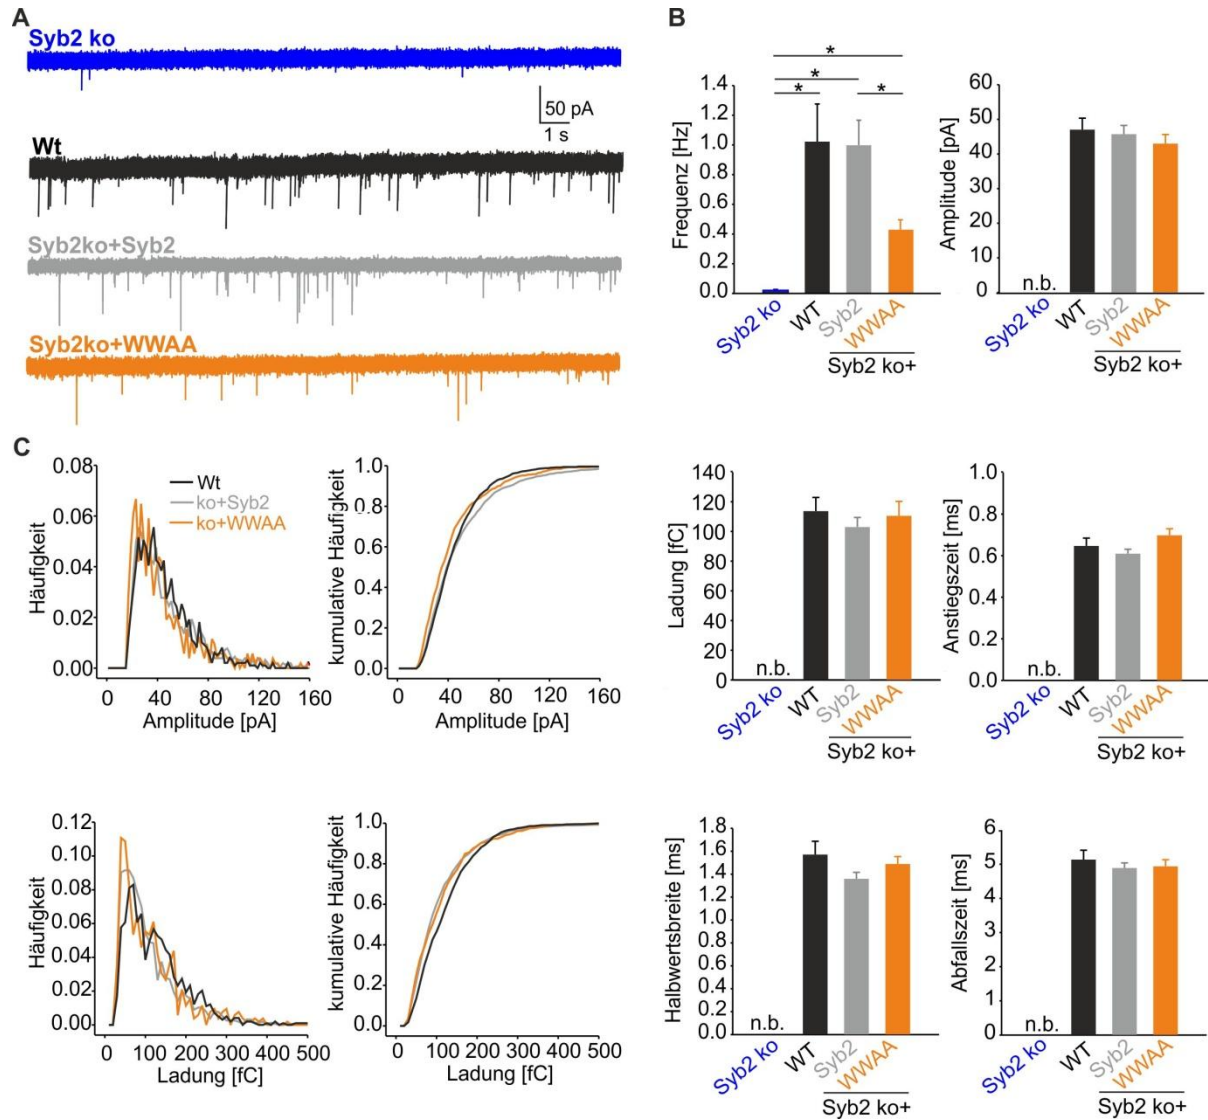 A
Syb2 ko
50 pA
1 s
Wt
Syb2ko+Syb2
Syb2ko+WWAA
B
Frequenz [Hz]
1.4
1.2
1.0
0.8
0.6
0.4
0.2
0.0
* * * *
Syb2 ko
WT
Syb2
WWAA
Syb2 ko+
Amplitude [pA]
60
50
40
30
20
10
0
n.b.
Syb2 ko
WT
Syb2
WWAA
Syb2 ko+
C
Häufigkeit
0.08
0.06
0.04
0.02
0.00
Wt
ko+Syb2
ko+WWAA
0 40 80 120 160
Amplitude [pA]
kumulative Häufigkeit
1.0
0.8
0.6
0.4
0.2
0.0
0 40 80 120 160
Amplitude [pA]
Ladung [fC]
140
120
100
80
60
40
20
0
n.b.
Syb2 ko
WT
Syb2
WWAA
Syb2 ko+
Anstiegszeit [ms]
1.0
0.8
0.6
0.4
0.2
0.0
n.b.
Syb2 ko
WT
Syb2
WWAA
Syb2 ko+
Häufigkeit
0.12
0.10
0.08
0.06
0.04
0.02
0.00
0 100 200 300 400 500
Ladung [fC]
kumulative Häufigkeit
1.0
0.8
0.6
0.4
0.2
0.0
0 100 200 300 400 500
Ladung [fC]
Halbwertsbreite [ms]
1.8
1.6
1.4
1.2
1.0
0.8
0.6
0.4
0.2
0.0
n.b.
Syb2 ko
WT
Syb2
WWAA
Syb2 ko+
Abfallszeit [ms]
6
5
4
3
2
1
0
n.b.
Syb2 ko
WT
Syb2
WWAA
Syb2 ko+